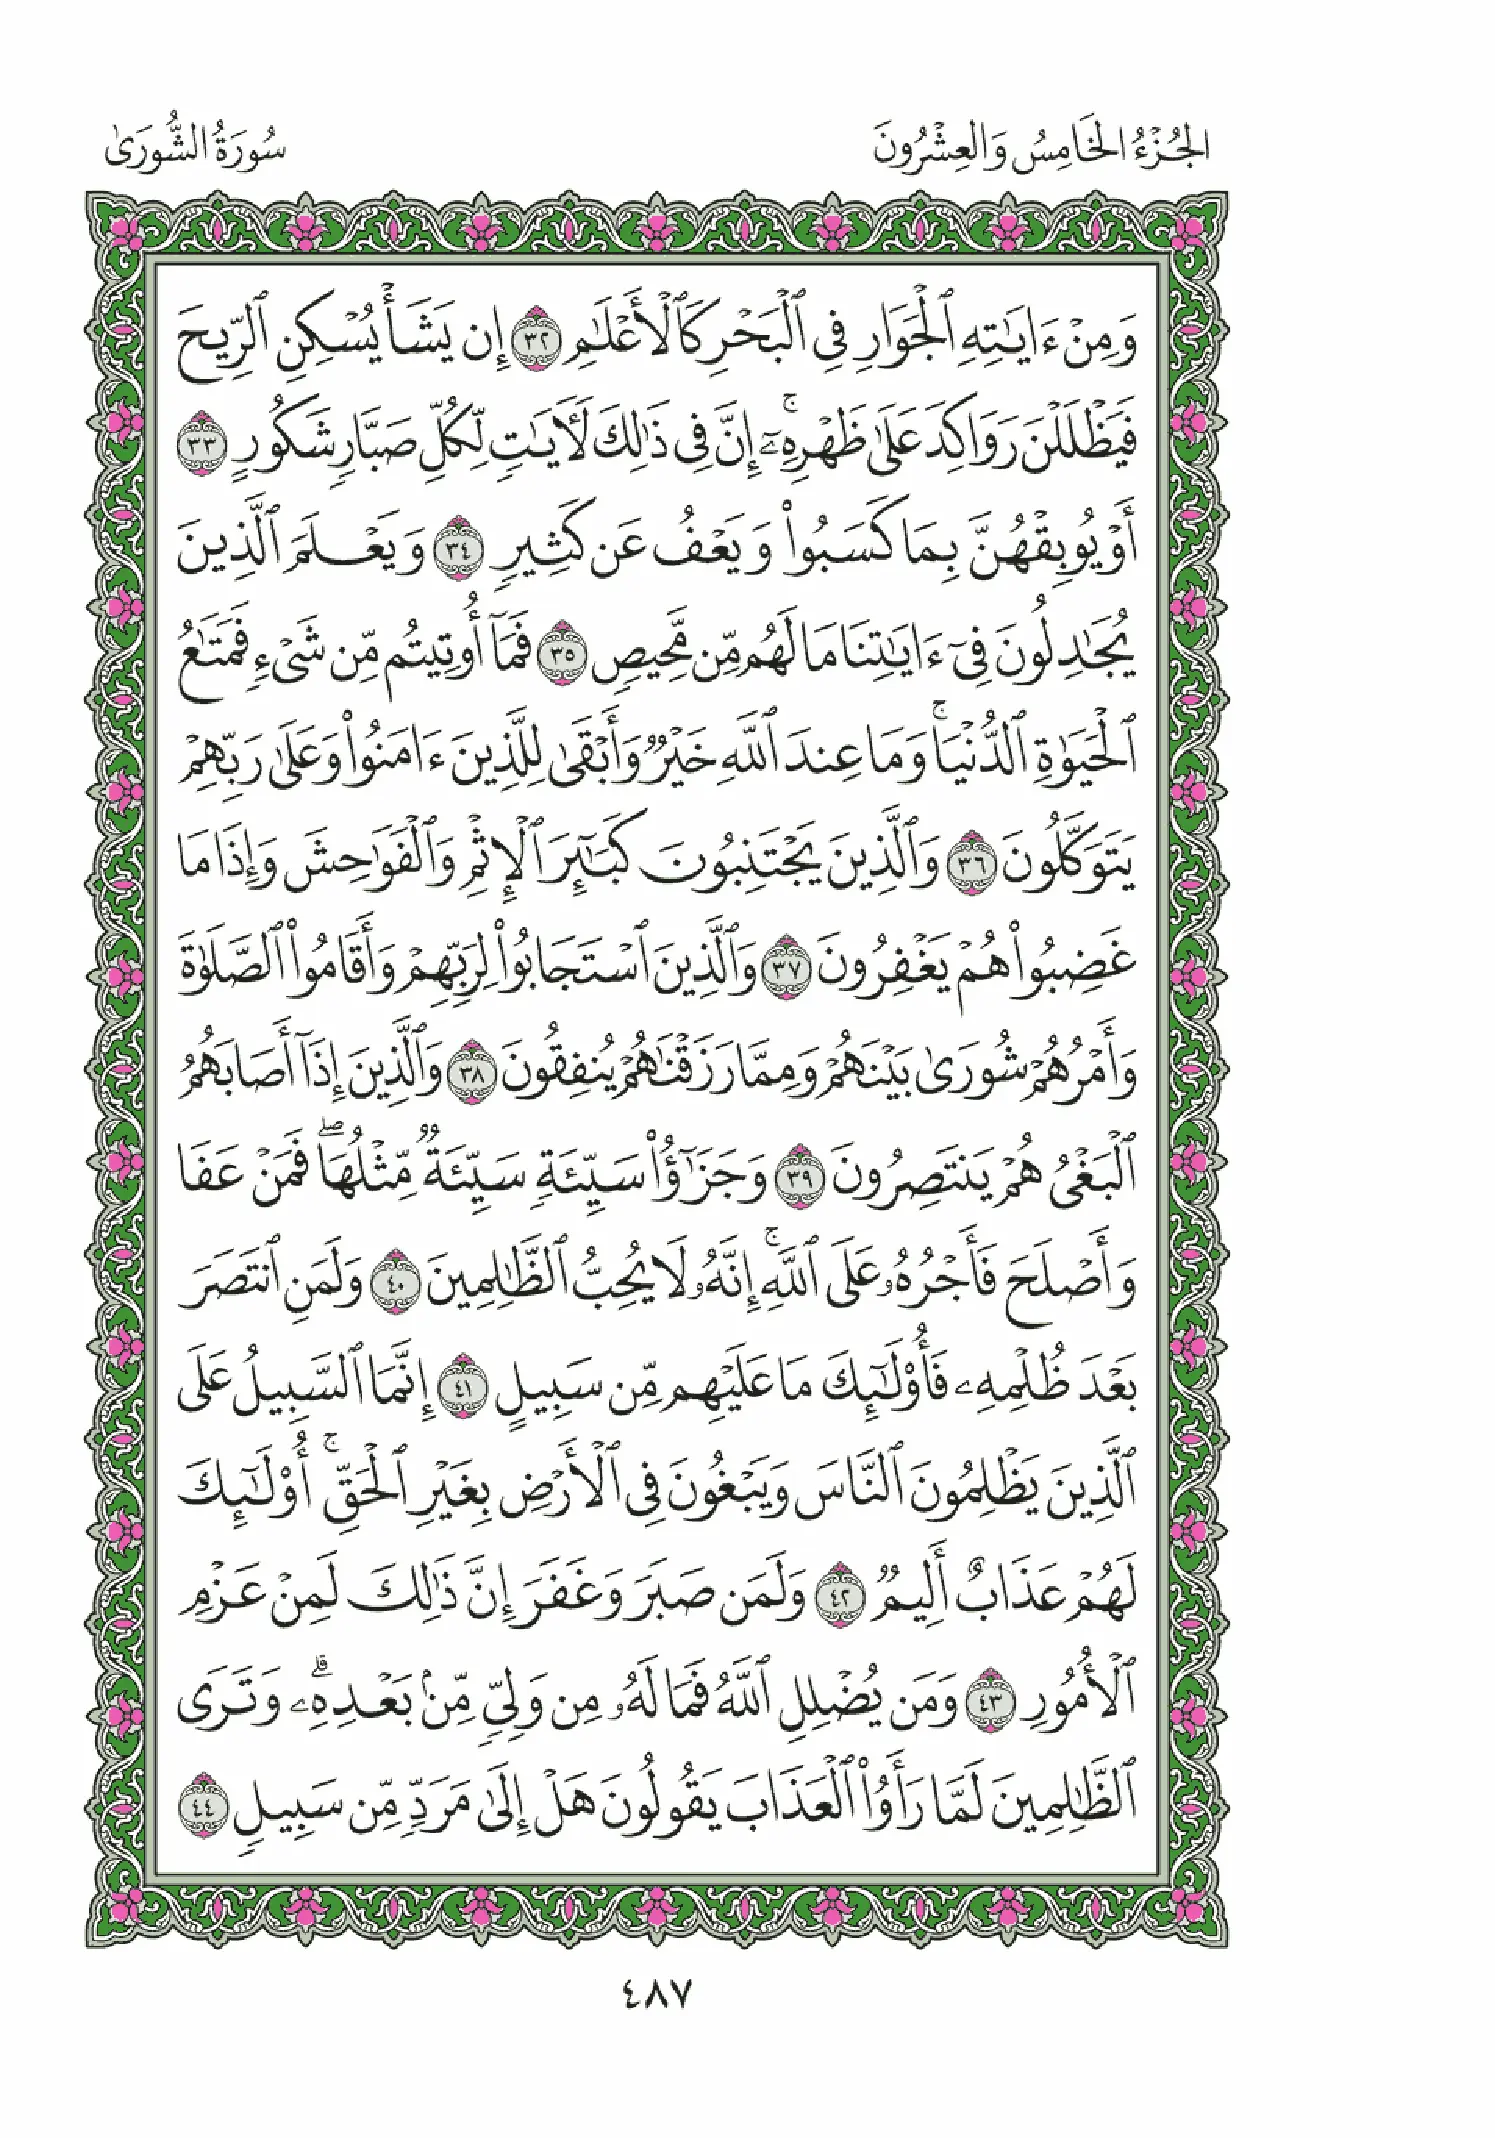 الجُزْءُ الخَامِسُ وَالعِشْرُونَ
سُورَةُ الشُّورَىٰ
وَمِنْ ءَايَـٰتِهِ ٱلْجَوَارِ فِى ٱلْبَحْرِ كَٱلْأَعْلَـٰمِ ٣٢ إِن يَشَأْ يُسْكِنِ ٱلرِّيحَ
فَيَظْلَلْنَ رَوَاكِدَ عَلَىٰ ظَهْرِهِۦٓ ۚ إِنَّ فِى ذَٰلِكَ لَـَٔايَـٰتٍ لِّكُلِّ صَبَّارٍ شَكُورٍ ٣٣
أَوْ يُوبِقْهُنَّ بِمَا كَسَبُوا۟ وَيَعْفُ عَن كَثِيرٍ ٣٤ وَيَعْلَمَ ٱلَّذِينَ
يُجَـٰدِلُونَ فِىٓ ءَايَـٰتِنَا مَا لَهُم مِّن مَّحِيصٍ ٣٥ فَمَآ أُوتِيتُم مِّن شَىْءٍ فَمَتَـٰعُ
ٱلْحَيَوٰةِ ٱلدُّنْيَا ۚ وَمَا عِندَ ٱللَّهِ خَيْرٌ وَأَبْقَىٰ لِلَّذِينَ ءَامَنُوا۟ وَعَلَىٰ رَبِّهِمْ
يَتَوَكَّلُونَ ٣٦ وَٱلَّذِينَ يَجْتَنِبُونَ كَبَـٰٓئِرَ ٱلْإِثْمِ وَٱلْفَوَٰحِشَ وَإِذَا مَا
غَضِبُوا۟ هُمْ يَغْفِرُونَ ٣٧ وَٱلَّذِينَ ٱسْتَجَابُوا۟ لِرَبِّهِمْ وَأَقَامُوا۟ ٱلصَّلَوٰةَ
وَأَمْرُهُمْ شُورَىٰ بَيْنَهُمْ وَمِمَّا رَزَقْنَـٰهُمْ يُنفِقُونَ ٣٨ وَٱلَّذِينَ إِذَآ أَصَابَهُمُ
ٱلْبَغْىُ هُمْ يَنتَصِرُونَ ٣٩ وَجَزَٰٓؤُا۟ سَيِّئَةٍ سَيِّئَةٌ مِّثْلُهَا ۖ فَمَنْ عَفَا
وَأَصْلَحَ فَأَجْرُهُۥ عَلَى ٱللَّهِ ۚ إِنَّهُۥ لَا يُحِبُّ ٱلظَّـٰلِمِينَ ٤٠ وَلَمَنِ ٱنتَصَرَ
بَعْدَ ظُلْمِهِۦ فَأُو۟لَـٰٓئِكَ مَا عَلَيْهِم مِّن سَبِيلٍ ٤١ إِنَّمَا ٱلسَّبِيلُ عَلَى
ٱلَّذِينَ يَظْلِمُونَ ٱلنَّاسَ وَيَبْغُونَ فِى ٱلْأَرْضِ بِغَيْرِ ٱلْحَقِّ ۚ أُو۟لَـٰٓئِكَ
لَهُمْ عَذَابٌ أَلِيمٌ ٤٢ وَلَمَن صَبَرَ وَغَفَرَ إِنَّ ذَٰلِكَ لَمِنْ عَزْمِ
ٱلْأُمُورِ ٤٣ وَمَن يُضْلِلِ ٱللَّهُ فَمَا لَهُۥ مِن وَلِىٍّ مِّنۢ بَعْدِهِۦ ۗ وَتَرَى
ٱلظَّـٰلِمِينَ لَمَّا رَأَوُا۟ ٱلْعَذَابَ يَقُولُونَ هَلْ إِلَىٰ مَرَدٍّ مِّن سَبِيلٍ ٤٤
٤٨٧